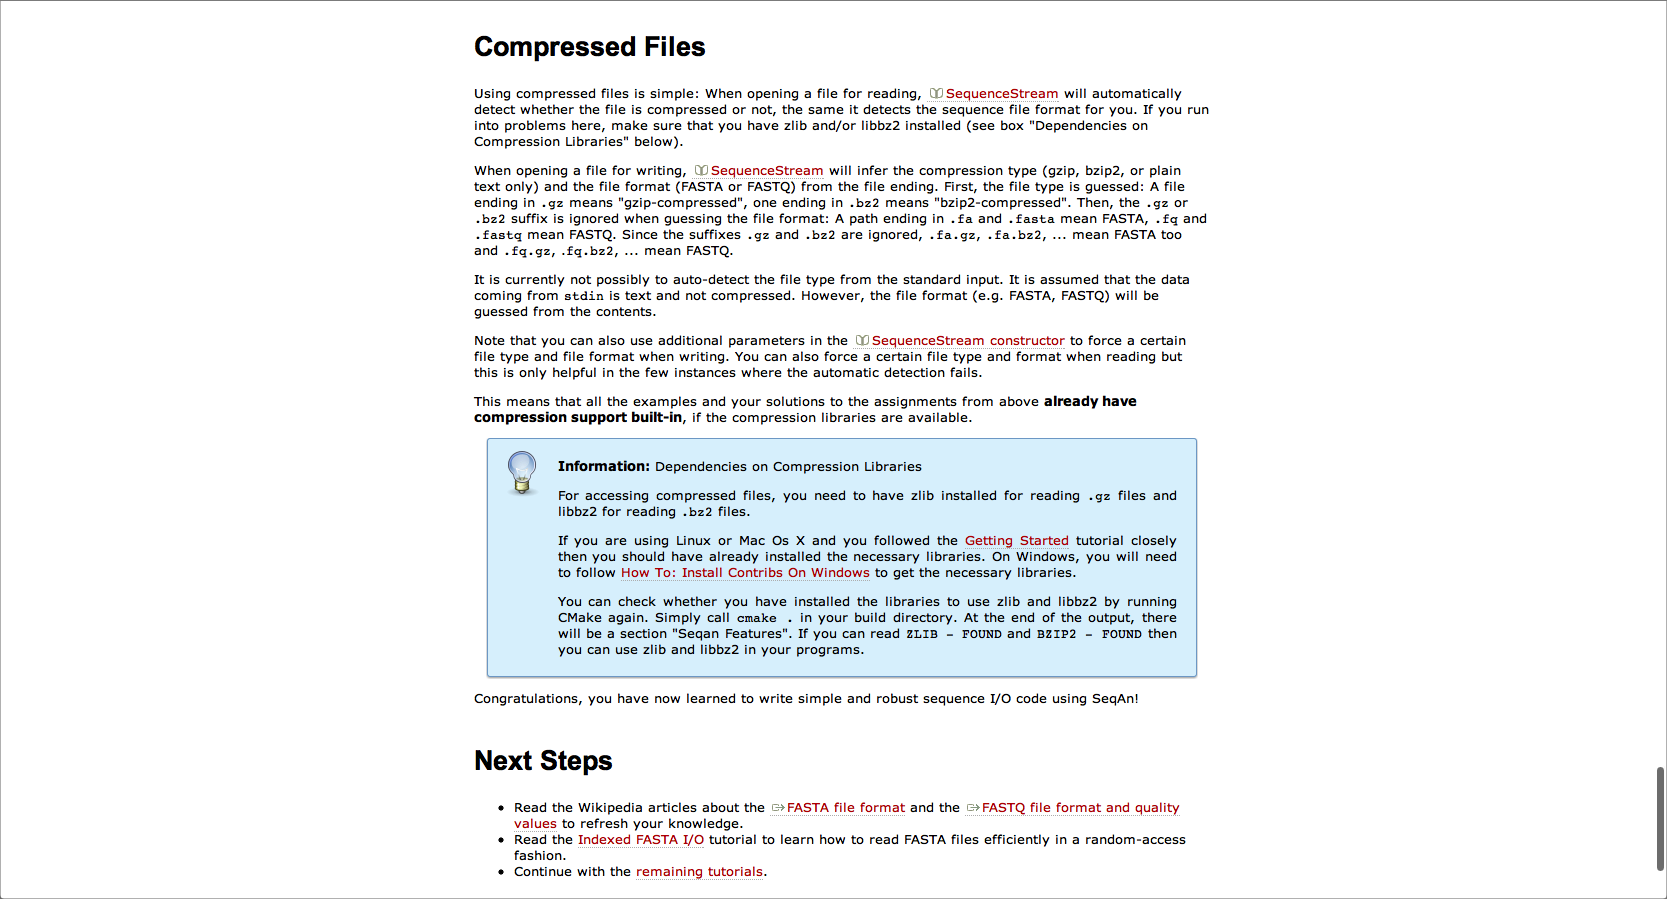 Compressed Files
Using compressed files is simple: When opening a file for reading, SequenceStream will automatically
detect whether the file is compressed or not, the same it detects the sequence file format for you. If you run
into problems here, make sure that you have zlib and/or libbz2 installed (see box "Dependencies on
Compression Libraries" below).
When opening a file for writing, SequenceStream will infer the compression type (gzip, bzip2, or plain
text only) and the file format (FASTA or FASTQ) from the file ending. First, the file type is guessed: A file
ending in .gz means "gzip-compressed", one ending in .bz2 means "bzip2-compressed". Then, the .gz or
.bz2 suffix is ignored when guessing the file format: A path ending in .fa and .fasta mean FASTA, .fq and
.fastq mean FASTQ. Since the suffixes .gz and .bz2 are ignored, .fa.gz, .fa.bz2, ... mean FASTA too
and .fq.gz, .fq.bz2, ... mean FASTQ.
It is currently not possibly to auto-detect the file type from the standard input. It is assumed that the data
coming from stdin is text and not compressed. However, the file format (e.g. FASTA, FASTQ) will be
guessed from the contents.
Note that you can also use additional parameters in the SequenceStream constructor to force a certain
file type and file format when writing. You can also force a certain file type and format when reading but
this is only helpful in the few instances where the automatic detection fails.
This means that all the examples and your solutions to the assignments from above already have
compression support built-in, if the compression libraries are available.
Information: Dependencies on Compression Libraries
For accessing compressed files, you need to have zlib installed for reading .gz files and
libbz2 for reading .bz2 files.
If you are using Linux or Mac Os X and you followed the Getting Started tutorial closely
then you should have already installed the necessary libraries. On Windows, you will need
to follow How To: Install Contribs On Windows to get the necessary libraries.
You can check whether you have installed the libraries to use zlib and libbz2 by running
CMake again. Simply call cmake . in your build directory. At the end of the output, there
will be a section "Seqan Features". If you can read ZLIB - FOUND and BZIP2 - FOUND then
you can use zlib and libbz2 in your programs.
Congratulations, you have now learned to write simple and robust sequence I/O code using SeqAn!
Next Steps
• Read the Wikipedia articles about the FASTA file format and the FASTQ file format and quality
values to refresh your knowledge.
• Read the Indexed FASTA I/O tutorial to learn how to read FASTA files efficiently in a random-access
fashion.
• Continue with the remaining tutorials.